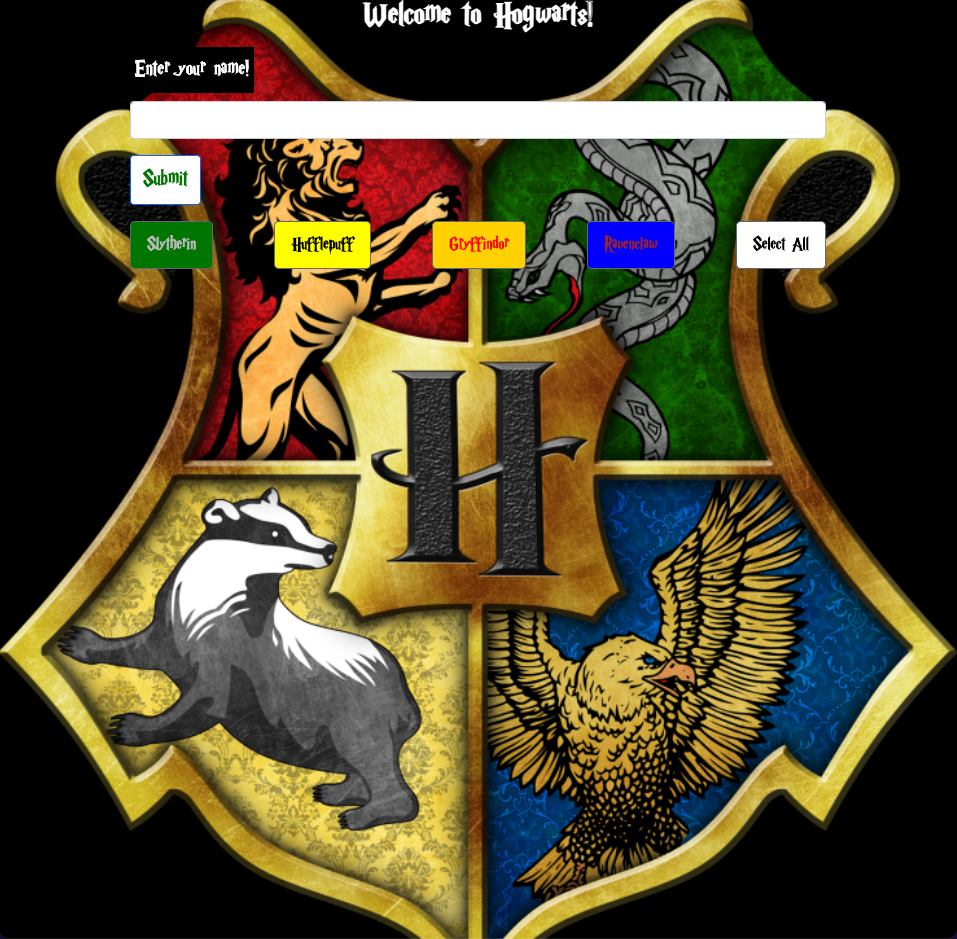 Welcome to Hogwarts!
Enter your name!
Submit
Slytherin Hufflepuff Gryffindor Ravenclaw Select All
H